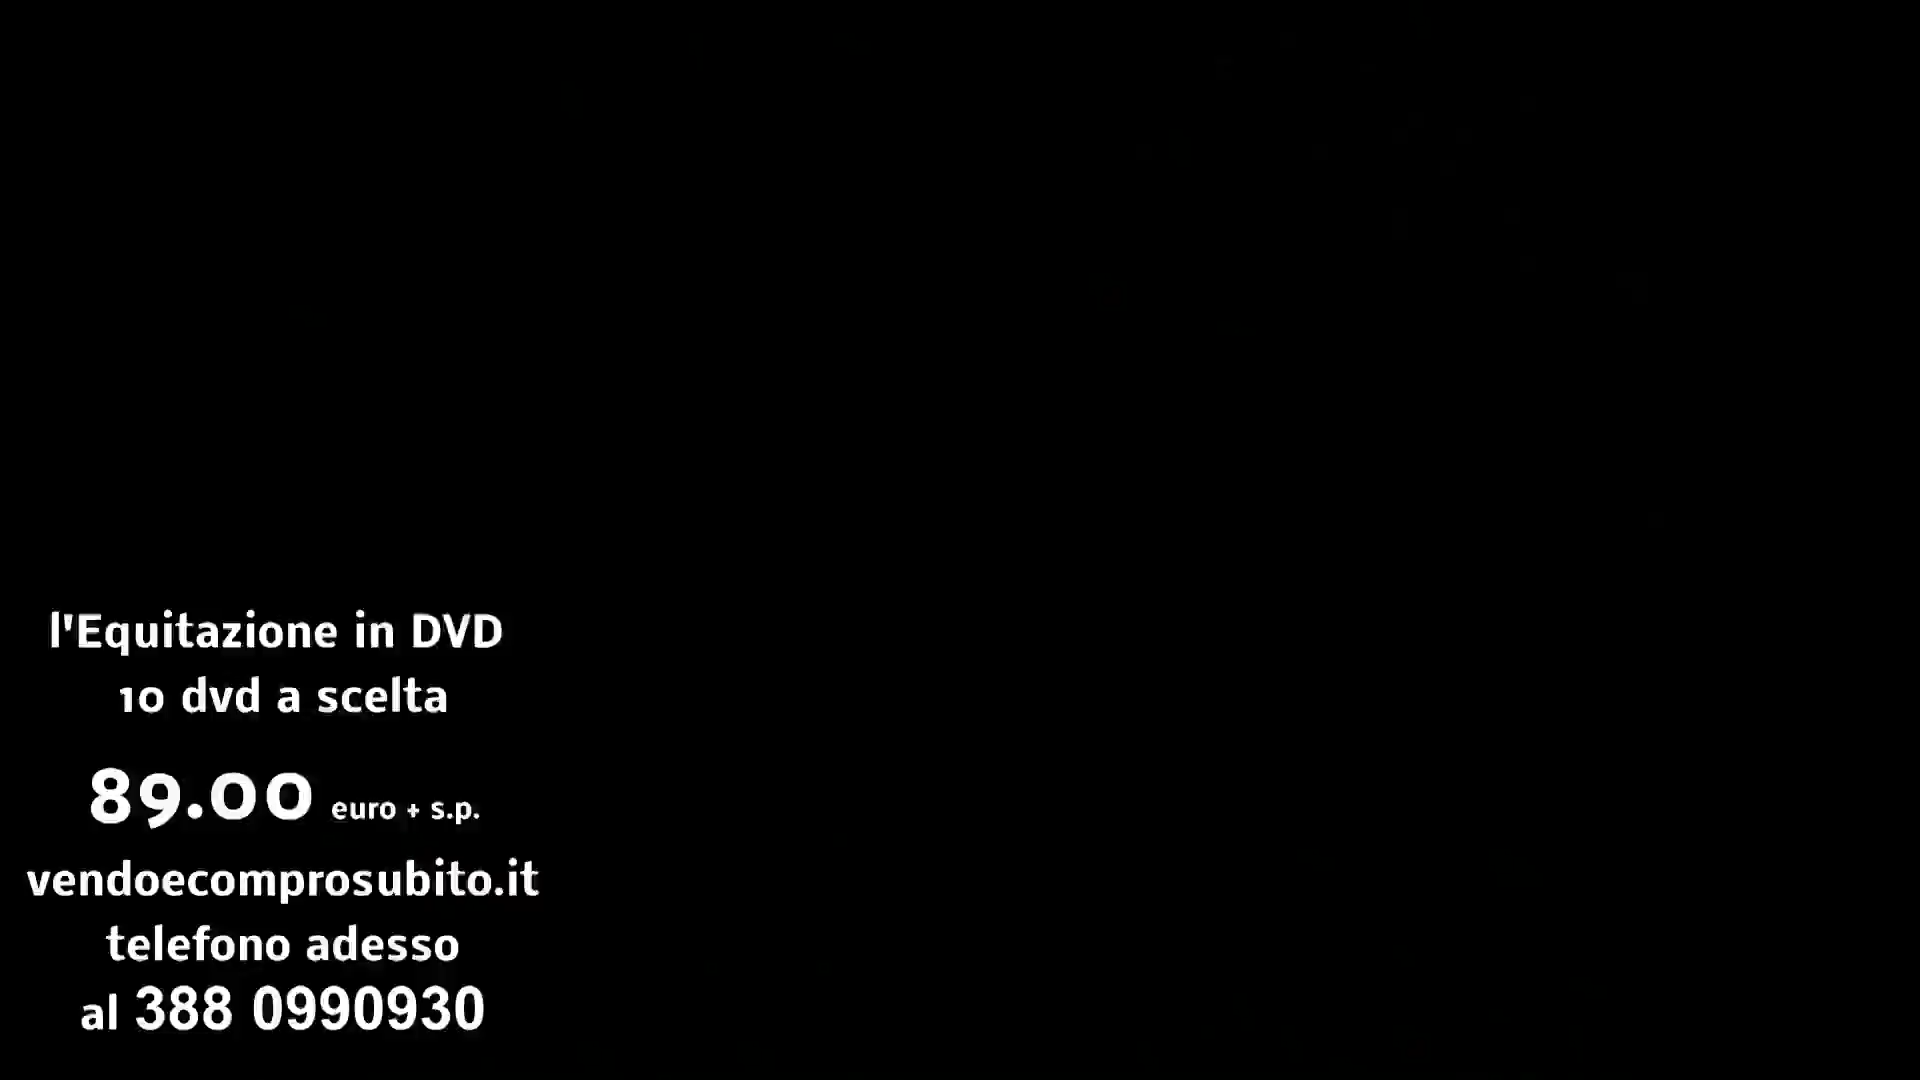 l'Equitazione in DVD
10 dvd a scelta
89.00 euro + s.p.
vendoecomprosubito.it
telefono adesso
al 388 0990930